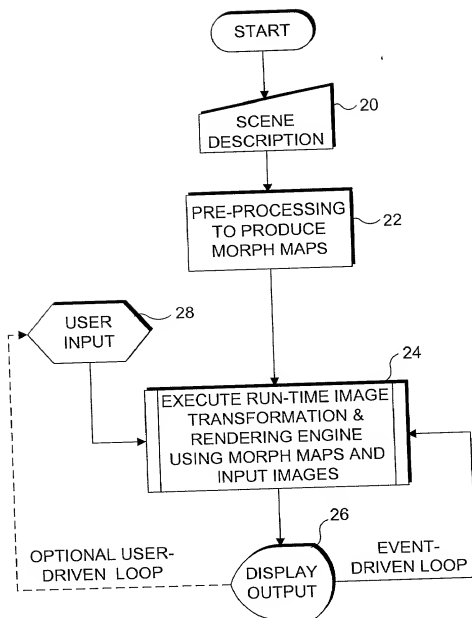 START
SCENE
DESCRIPTION
20
PRE-PROCESSING
TO PRODUCE
MORPH MAPS
22
USER
INPUT
28
24
EXECUTE RUN-TIME IMAGE
TRANSFORMATION &
RENDERING ENGINE
USING MORPH MAPS AND
INPUT IMAGES
26
OPTIONAL USER-
DRIVEN LOOP
DISPLAY
OUTPUT
EVENT-
DRIVEN LOOP